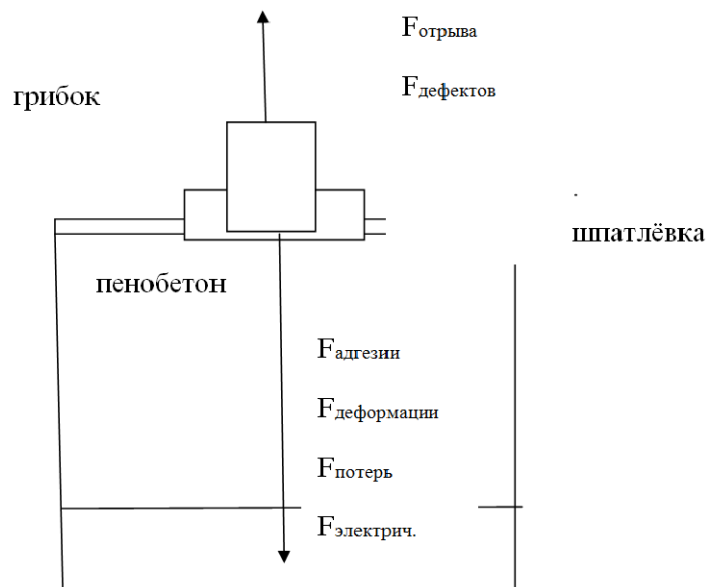 Fотрыва
Fдефектов
грибок
шпатлёвка
пенобетон
Fадгезии
Fдеформации
Fпотерь
Fэлектрич.